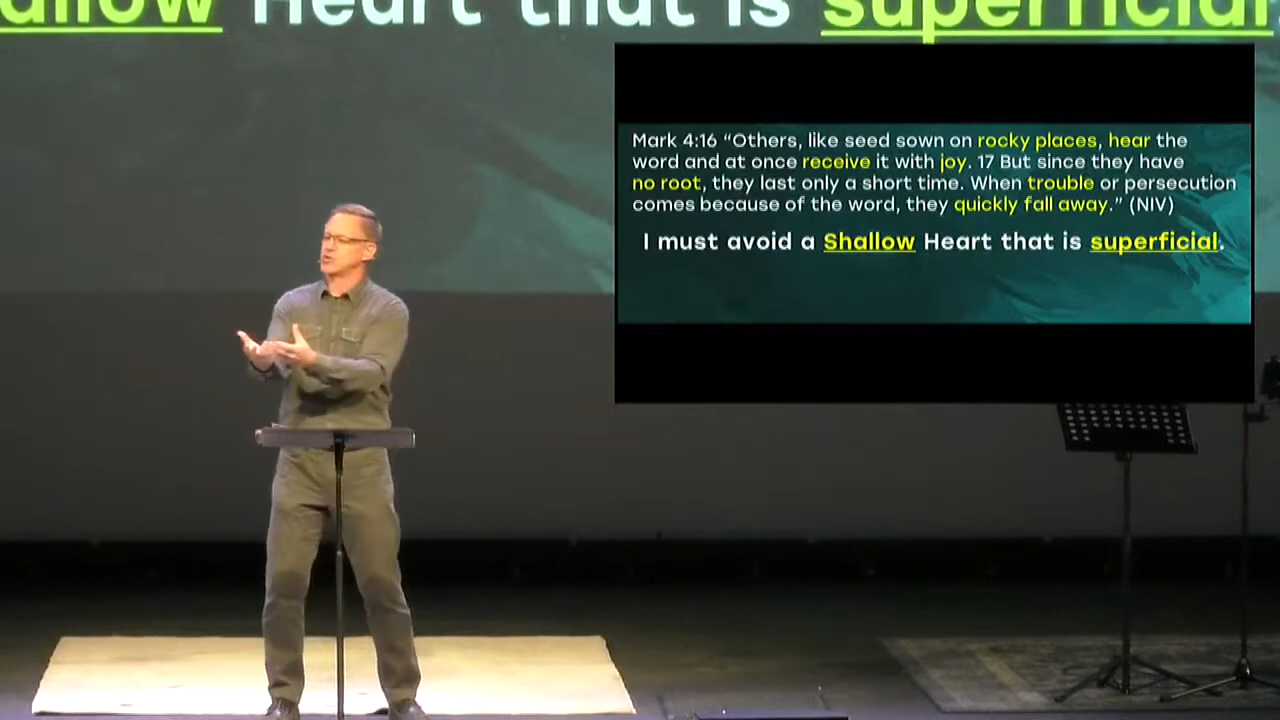 allow Heart that is superficial
Mark 4:16 “Others, like seed sown on rocky places, hear the
word and at once receive it with joy. 17 But since they have
no root, they last only a short time. When trouble or persecution
comes because of the word, they quickly fall away.” (NIV)
I must avoid a Shallow Heart that is superficial.